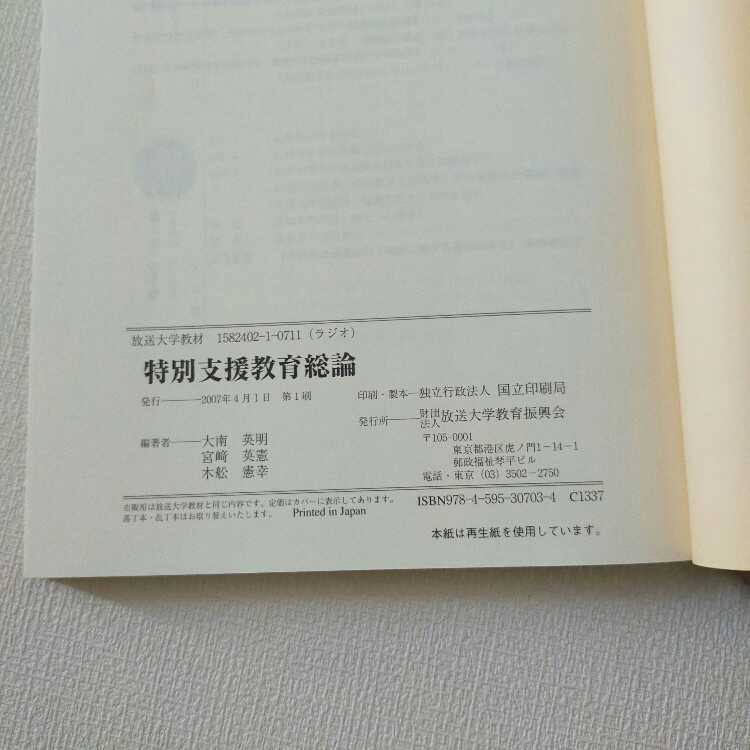 放送大学教材　1582402-1-0711（ラジオ）
特別支援教育総論
発行―――2007年4月1日　第1刷
編著者――大南　英明
宮﨑　英憲
木舩　憲幸
印刷・製本―独立行政法人　国立印刷局
発行所――財団法人放送大学教育振興会
〒105-0001
東京都港区虎ノ門1－14－1
郵政福祉琴平ビル
電話・東京（03）3502－2750
市販用は放送大学教材と同じ内容です。定価はカバーに表示してあります。
落丁本・乱丁本はお取り替えいたします。　Printed in Japan
ISBN978-4-595-30703-4　C1337
本紙は再生紙を使用しています。